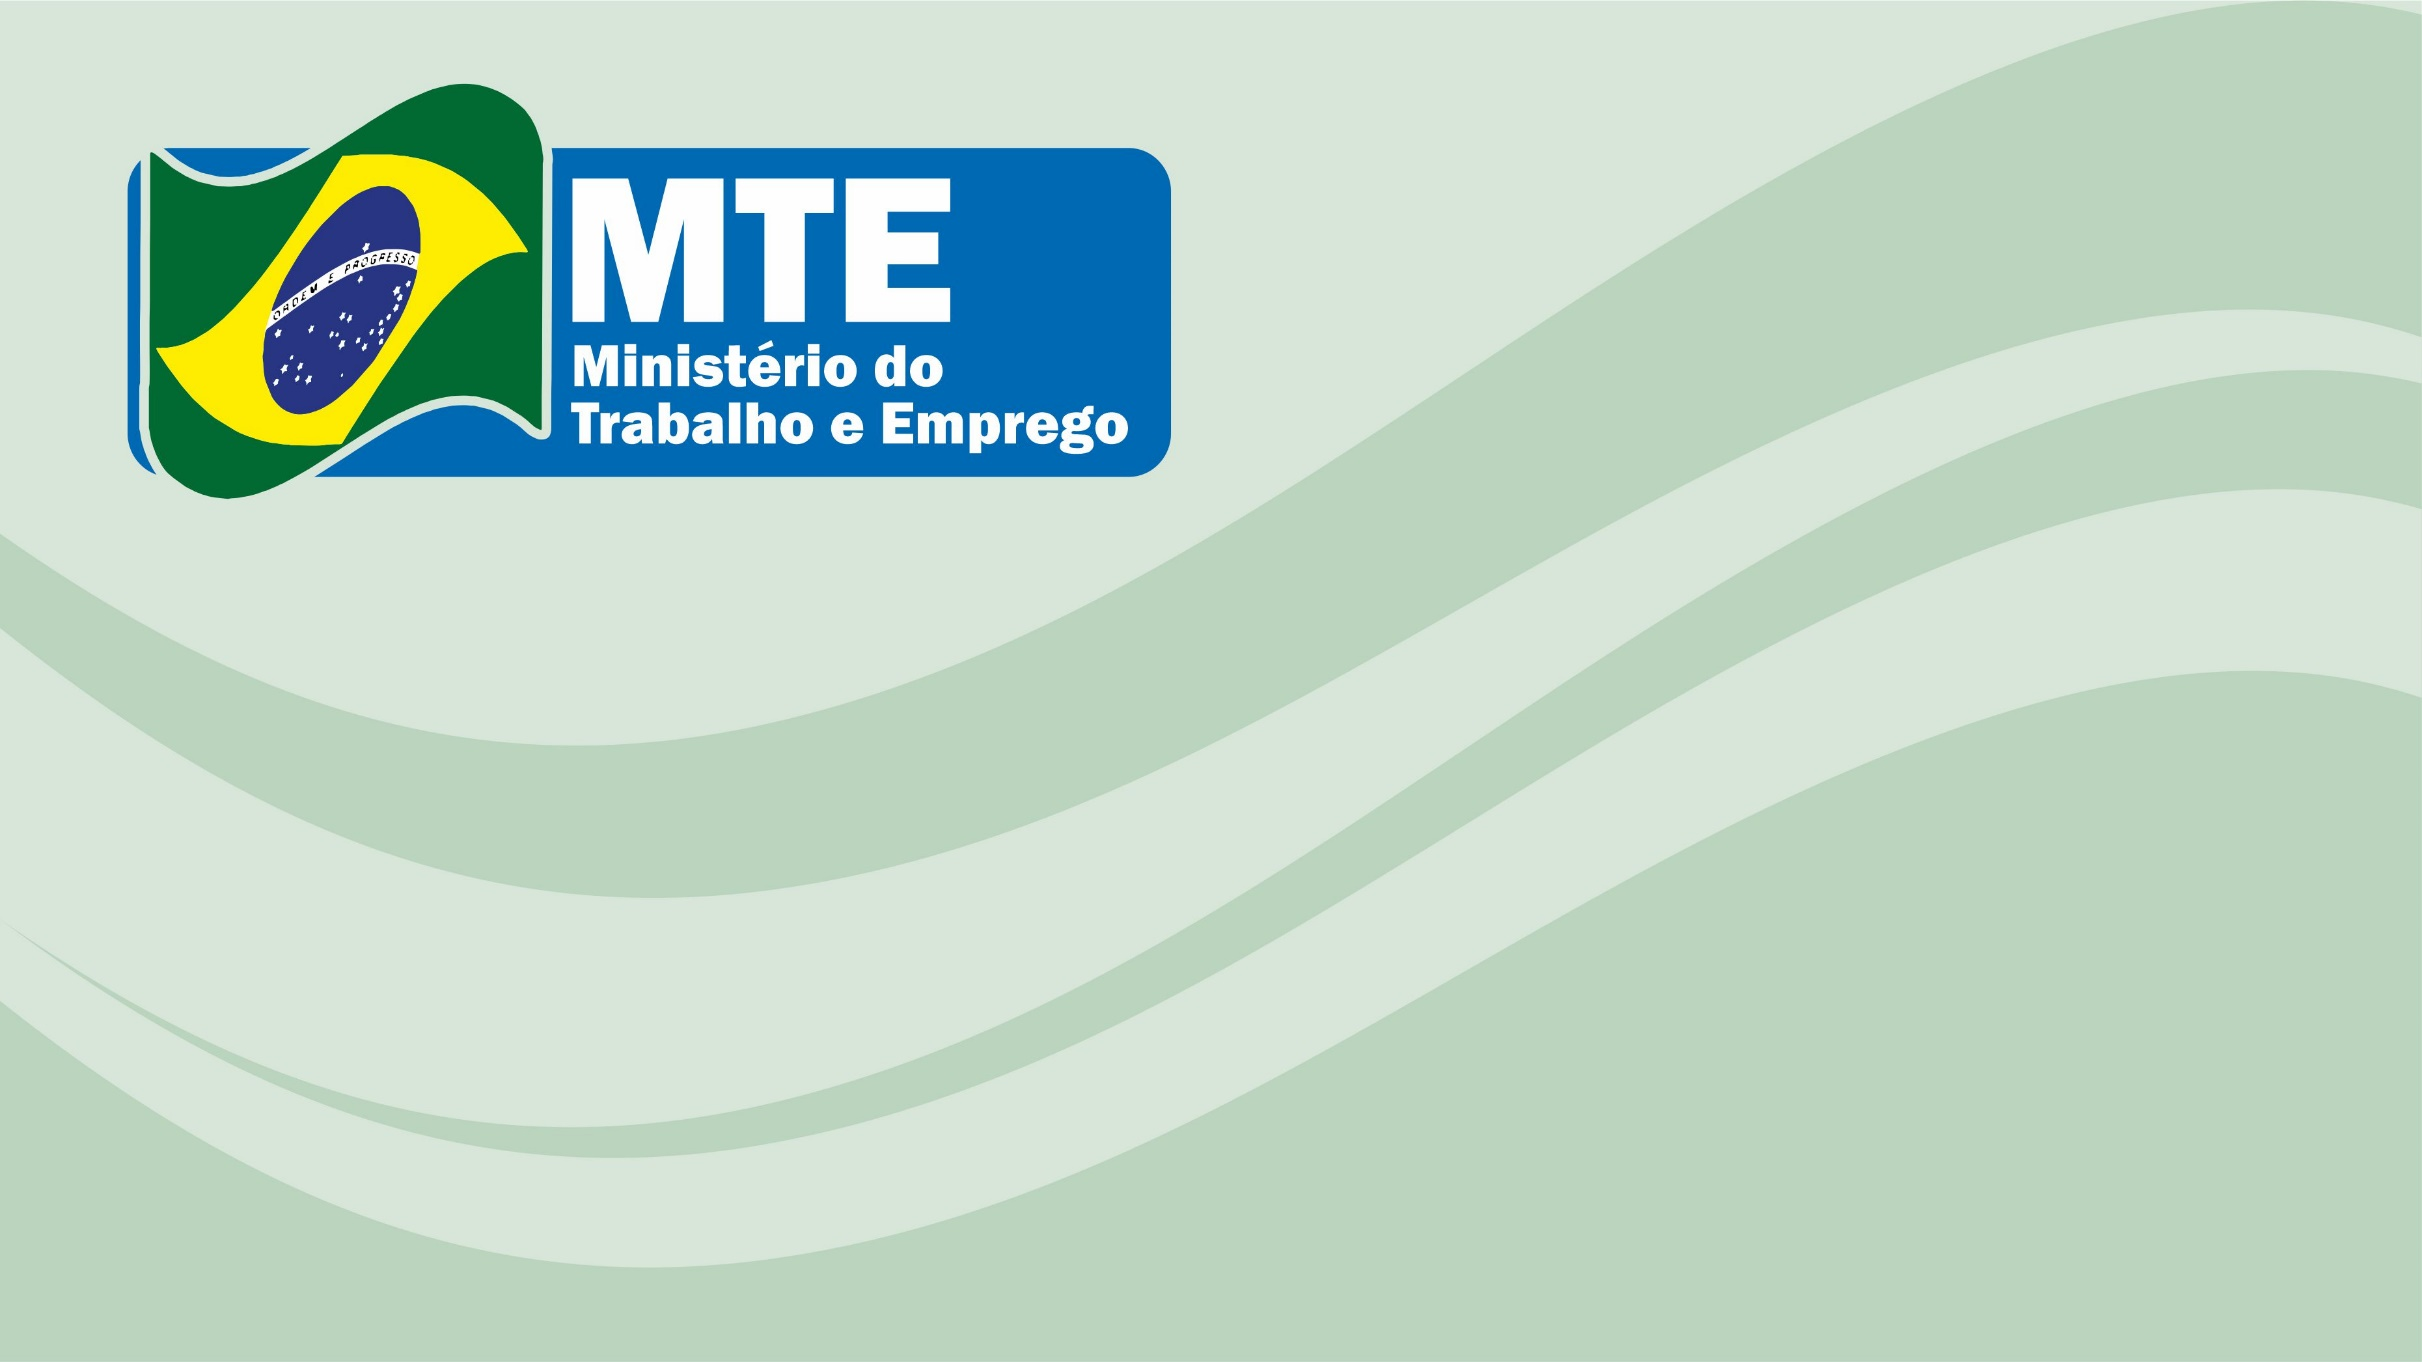 ORDEM E PROGRESSO
MTE
Ministério do
Trabalho e Emprego